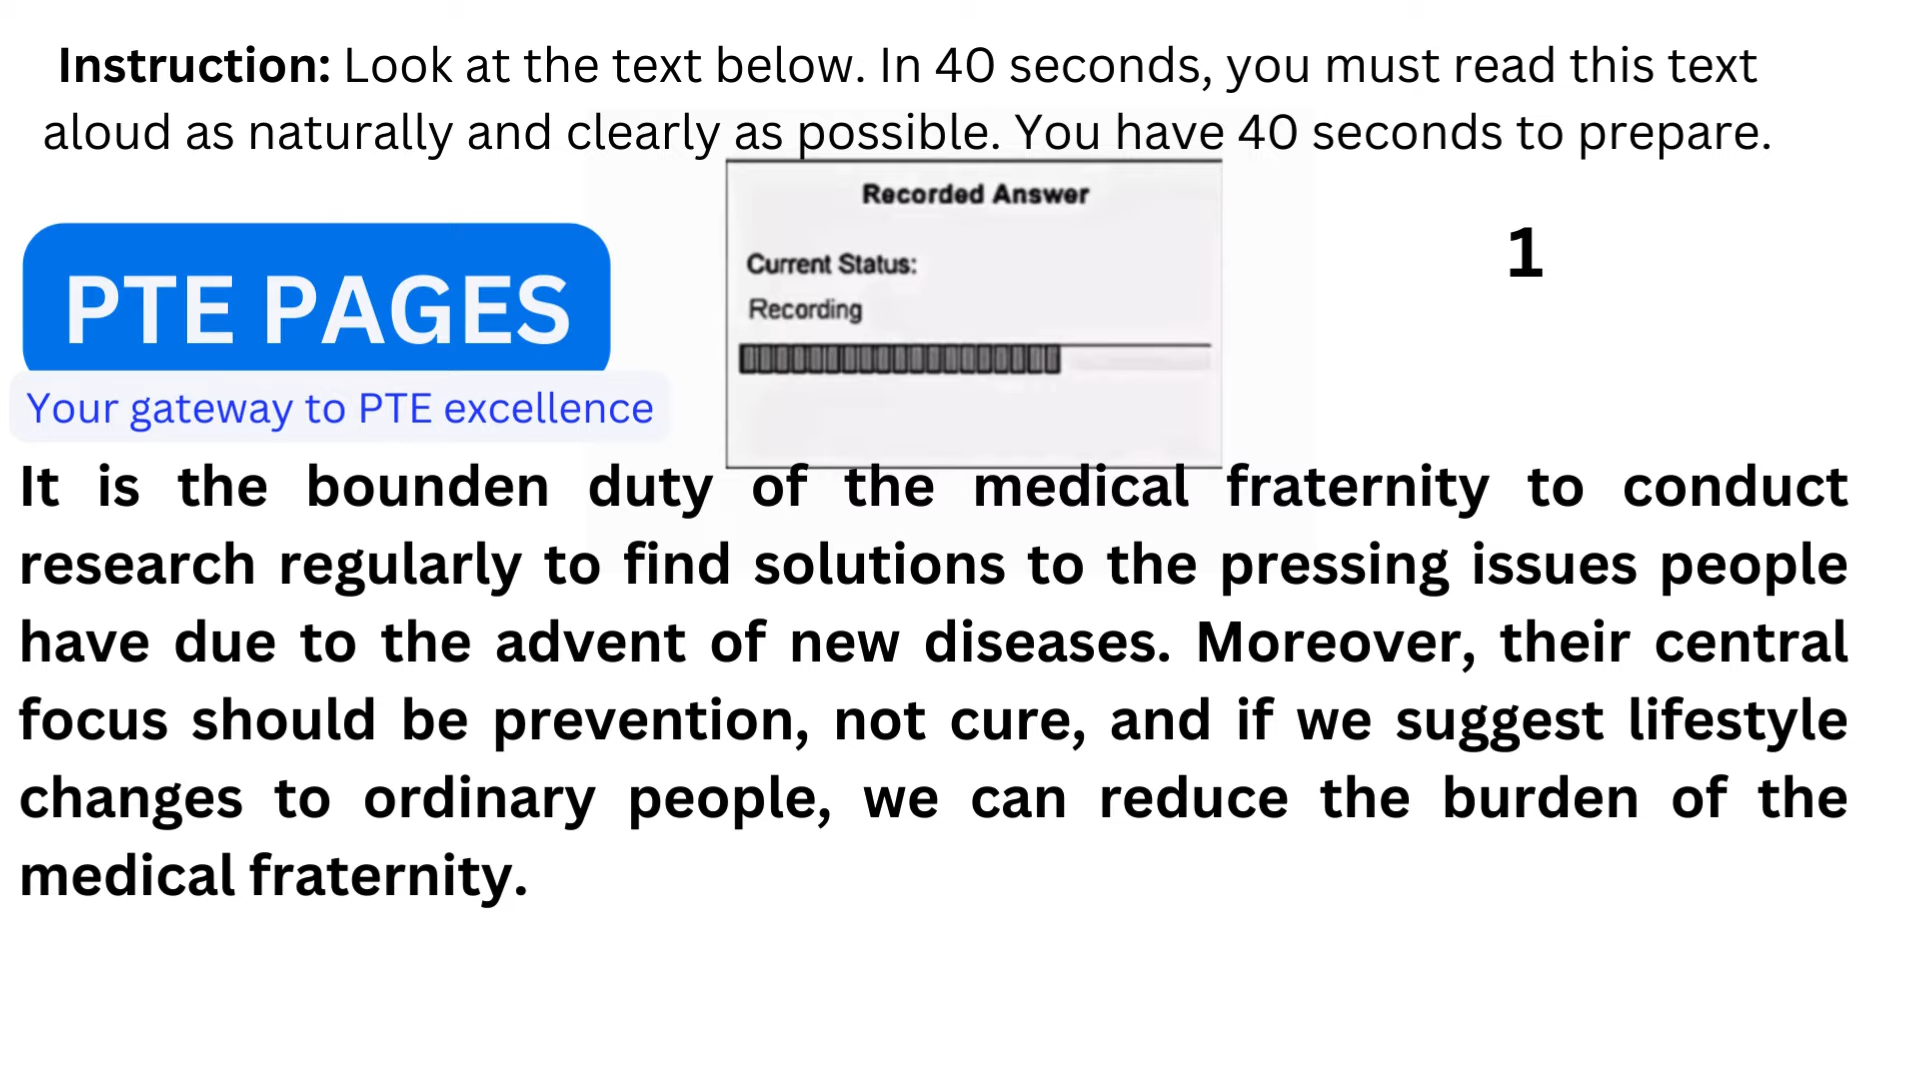 Instruction: Look at the text below. In 40 seconds, you must read this text
aloud as naturally and clearly as possible. You have 40 seconds to prepare.
Recorded Answer
Current Status:
Recording
1
PTE PAGES
Your gateway to PTE excellence
It is the bounden duty of the medical fraternity to conduct
research regularly to find solutions to the pressing issues people
have due to the advent of new diseases. Moreover, their central
focus should be prevention, not cure, and if we suggest lifestyle
changes to ordinary people, we can reduce the burden of the
medical fraternity.